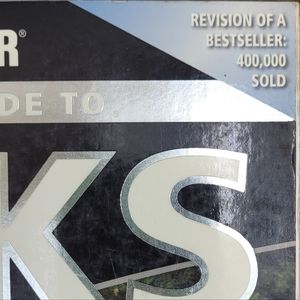 REVISION OF A
BESTSELLER:
400,000
SOLD
R®
DE TO
KS